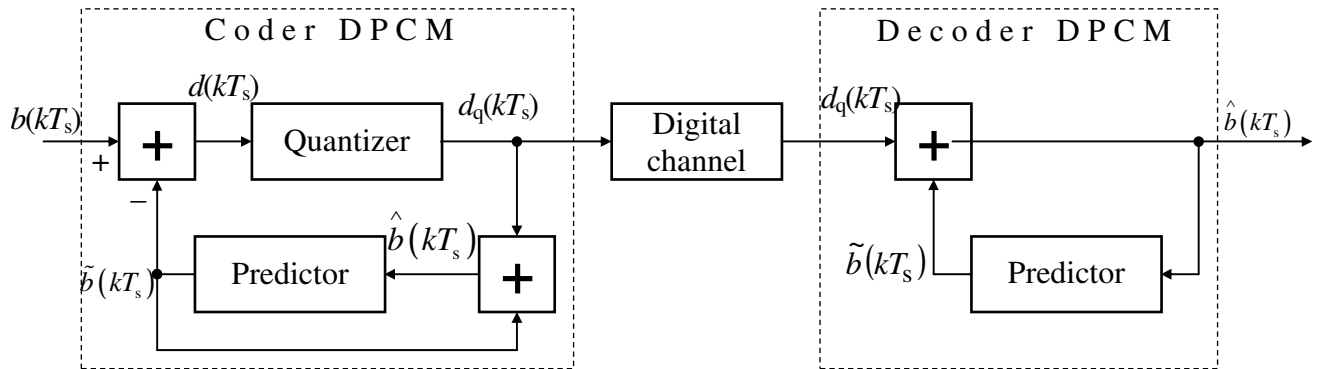 Coder DPCM
Decoder DPCM
b(kTs)
+
+
−
d(kTs)
Quantizer
dq(kTs)
Digital
channel
dq(kTs)
+
b̂(kTs)
b̃(kTs)
Predictor
b̂(kTs)
+
b̃(kTs)
Predictor